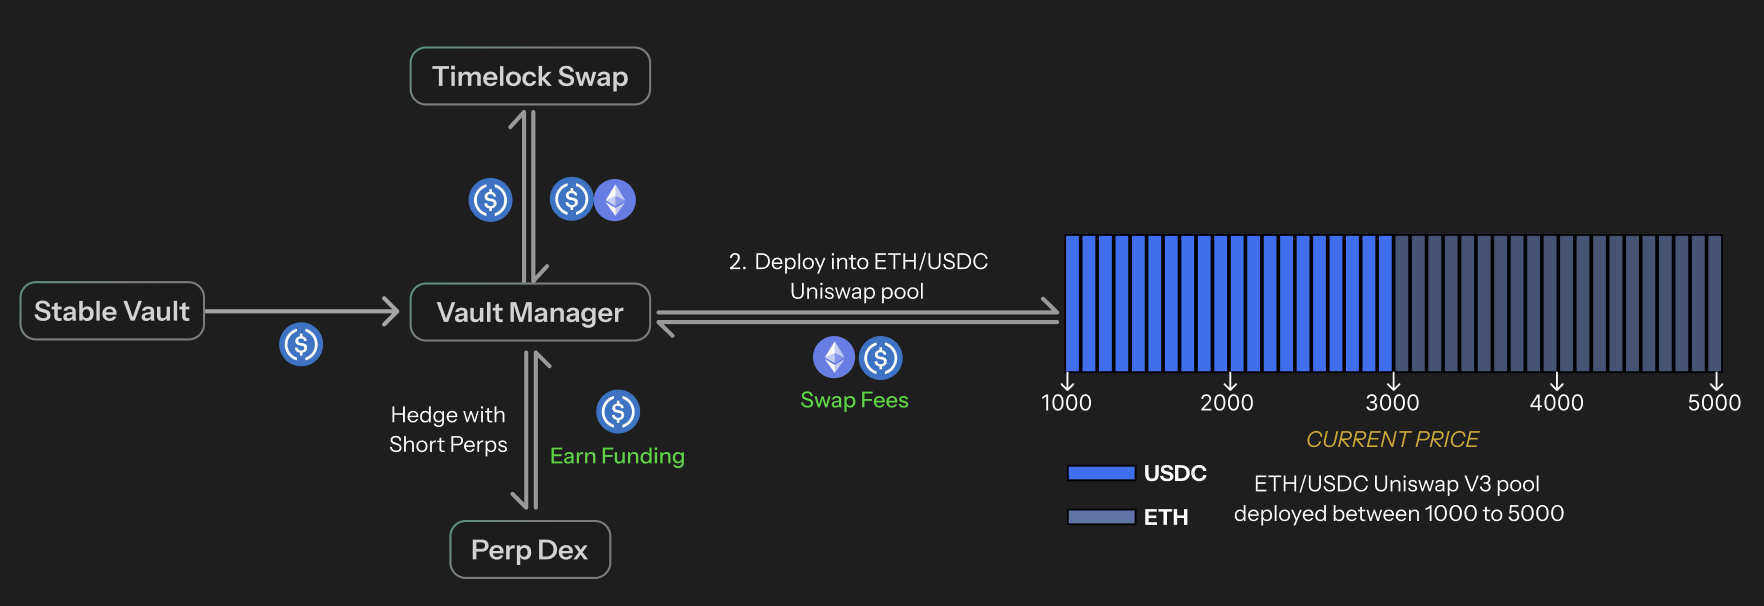 Timelock Swap
2. Deploy into ETH/USDC
Uniswap pool
Stable Vault
Vault Manager
Swap Fees
Hedge with
Short Perps
Earn Funding
Perp Dex
1000
2000
3000
4000
5000
CURRENT PRICE
USDC
ETH
ETH/USDC Uniswap V3 pool
deployed between 1000 to 5000